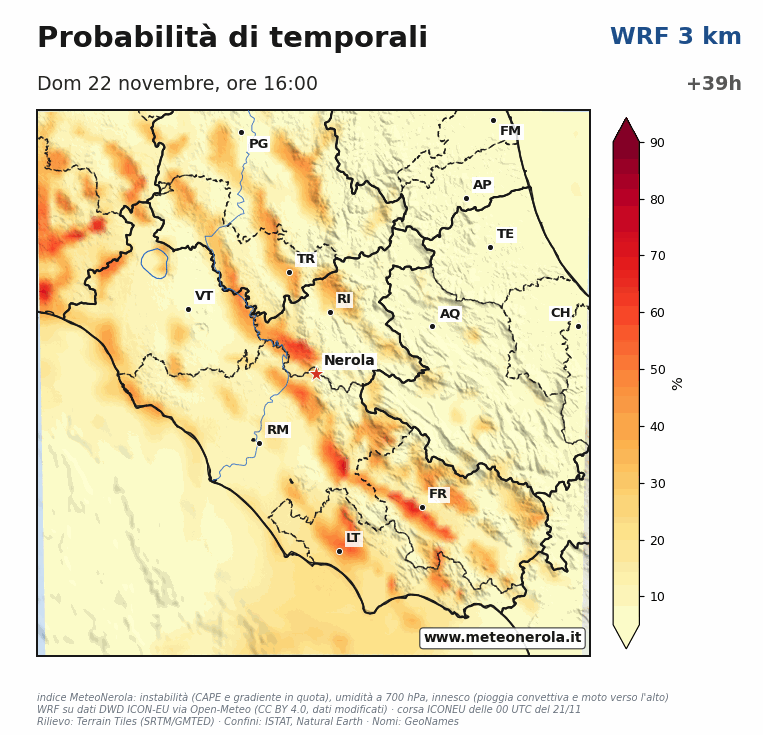 Probabilità di temporali
WRF 3 km
Dom 22 novembre, ore 16:00
+39h
FM
PG
AP
TE
TR
VT
RI
AQ
CH
Nerola
RM
FR
LT
90
80
70
60
50
40
30
20
10
%
www.meteonerola.it
indice MeteoNerola: instabilità (CAPE e gradiente in quota), umidità a 700 hPa, innesco (pioggia convettiva e moto verso l'alto)
WRF su dati DWD ICON-EU via Open-Meteo (CC BY 4.0, dati modificati) · corsa ICONEU delle 00 UTC del 21/11
Rilievo: Terrain Tiles (SRTM/GMTED) · Confini: ISTAT, Natural Earth · Nomi: GeoNames